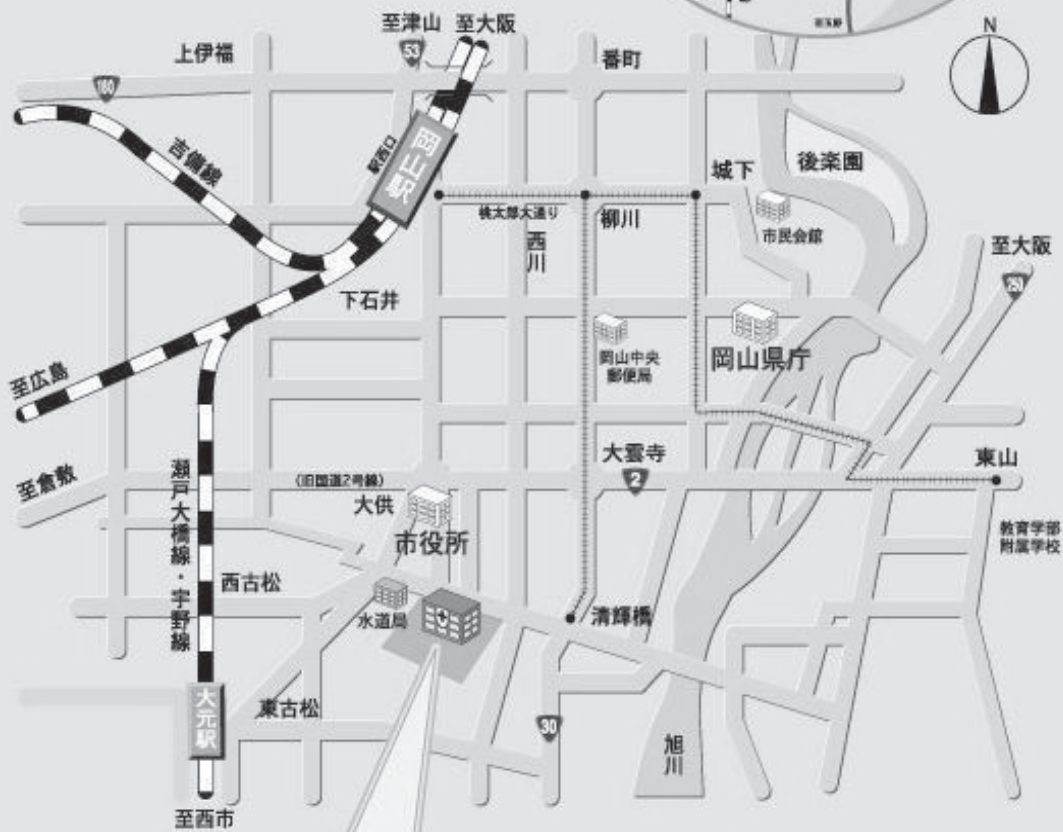 至津山
至大阪
N
上伊福
53
番町
180
吉備線
駅西口
岡山駅
城下
後楽園
桃太郎大通り
柳川
西川
市民会館
至大阪
250
下石井
岡山中央
郵便局
岡山県庁
至広島
大雲寺
2
東山
至倉敷
(旧国道2号線)
大供
市役所
教育学部
附属学校
瀬戸大橋線・宇野線
西古松
水道局
清輝橋
大元駅
東古松
30
旭川
至西市